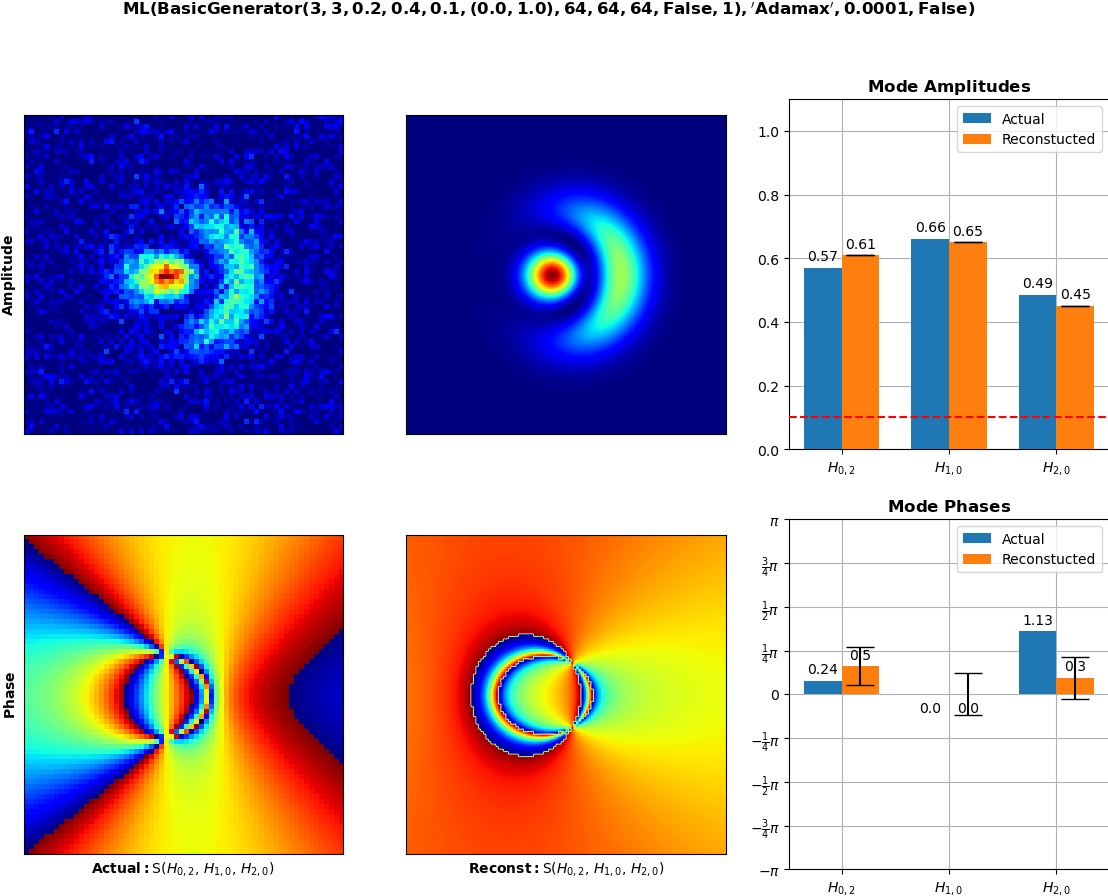 ML(BasicGenerator(3, 3, 0.2, 0.4, 0.1, (0.0, 1.0), 64, 64, 64, False, 1), ′Adamax′, 0.0001, False)
Amplitude
Mode Amplitudes
Actual
Reconstucted
1.0
0.8
0.6
0.4
0.2
0.0
0.57
0.61
0.66
0.65
0.49
0.45
H0, 2
H1, 0
H2, 0
Phase
Actual: S(H0, 2, H1, 0, H2, 0)
Reconst: S(H0, 2, H1, 0, H2, 0)
Mode Phases
Actual
Reconstucted
π
3/4π
1/2π
1/4π
0
−1/4π
−1/2π
−3/4π
−π
0.24
0.5
0.0
0.0
1.13
0.3
H0, 2
H1, 0
H2, 0